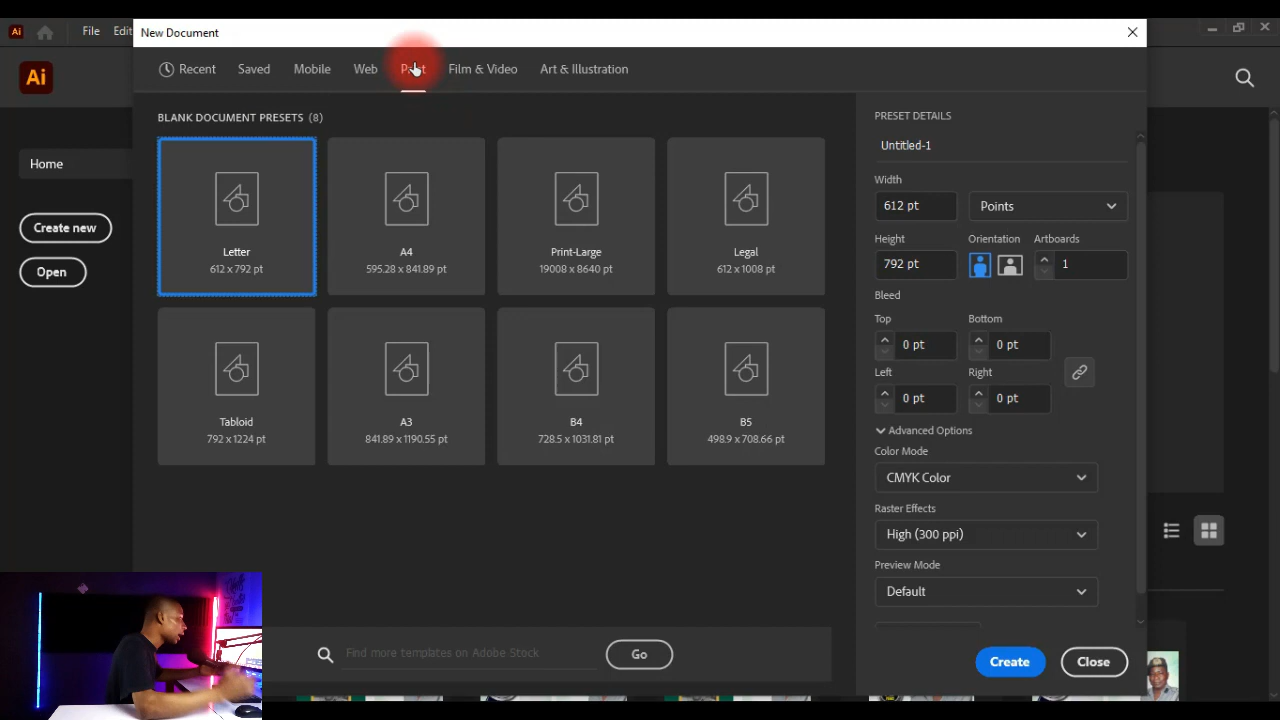 Ai
File
Edi
New Document
Ai
Recent
Saved
Mobile
Web
Print
Film & Video
Art & Illustration
Home
Create new
Open
BLANK DOCUMENT PRESETS (8)
Letter
612 x 792 pt
A4
595.28 x 841.89 pt
Print-Large
19008 x 8640 pt
Legal
612 x 1008 pt
Tabloid
792 x 1224 pt
A3
841.89 x 1190.55 pt
B4
728.5 x 1031.81 pt
B5
498.9 x 708.66 pt
Find more templates on Adobe Stock
Go
PRESET DETAILS
Untitled-1
Width
612 pt
Points
Height
Orientation
Artboards
792 pt
1
Bleed
Top
Bottom
0 pt
0 pt
Left
Right
0 pt
0 pt
Advanced Options
Color Mode
CMYK Color
Raster Effects
High (300 ppi)
Preview Mode
Default
Create
Close